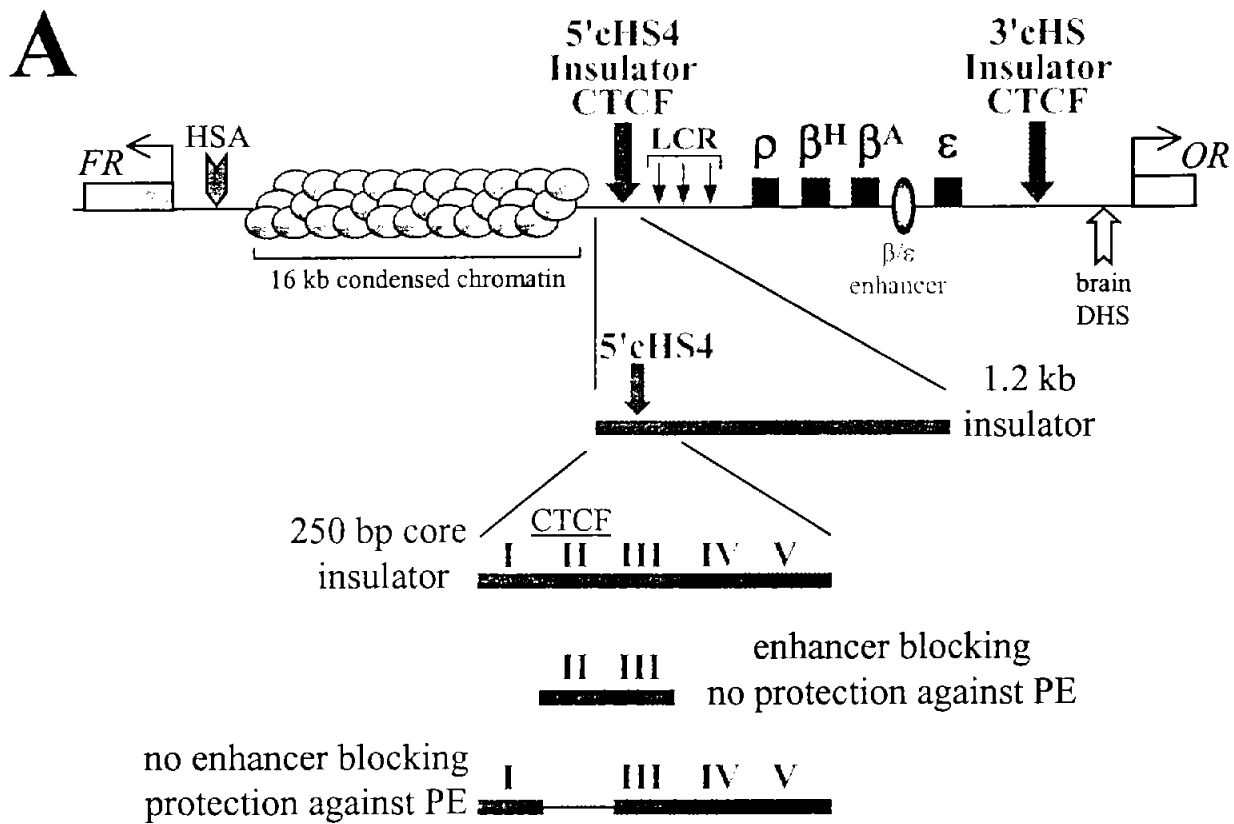 A
5'cHS4
Insulator
CTCF
3'cHS
Insulator
CTCF
FR
HSA
LCR
ρ
βᴴ
βᴬ
ε
OR
16 kb condensed chromatin
β/ε
enhancer
brain
DHS
5'cHS4
1.2 kb
insulator
250 bp core
insulator
CTCF
I II III IV V
II III
enhancer blocking
no protection against PE
no enhancer blocking
protection against PE
I III IV V